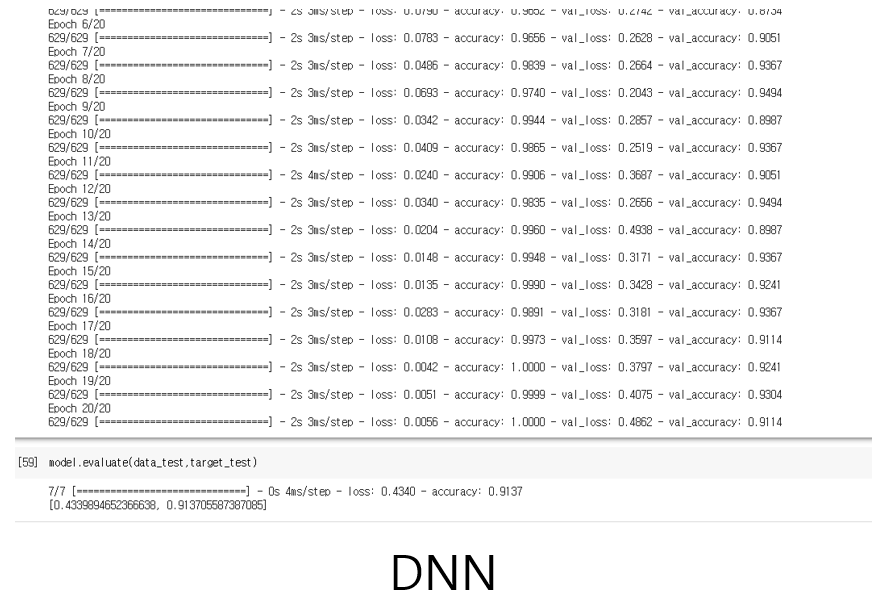 629/629 [==============================] - 2s 3ms/step - loss: 0.0790 - accuracy: 0.9652 - val_loss: 0.2742 - val_accuracy: 0.8734
Epoch 6/20
629/629 [==============================] - 2s 3ms/step - loss: 0.0783 - accuracy: 0.9656 - val_loss: 0.2628 - val_accuracy: 0.9051
Epoch 7/20
629/629 [==============================] - 2s 3ms/step - loss: 0.0486 - accuracy: 0.9839 - val_loss: 0.2664 - val_accuracy: 0.9367
Epoch 8/20
629/629 [==============================] - 2s 3ms/step - loss: 0.0693 - accuracy: 0.9740 - val_loss: 0.2043 - val_accuracy: 0.9494
Epoch 9/20
629/629 [==============================] - 2s 3ms/step - loss: 0.0342 - accuracy: 0.9944 - val_loss: 0.2857 - val_accuracy: 0.8987
Epoch 10/20
629/629 [==============================] - 2s 3ms/step - loss: 0.0409 - accuracy: 0.9865 - val_loss: 0.2519 - val_accuracy: 0.9367
Epoch 11/20
629/629 [==============================] - 2s 4ms/step - loss: 0.0240 - accuracy: 0.9906 - val_loss: 0.3687 - val_accuracy: 0.9051
Epoch 12/20
629/629 [==============================] - 2s 3ms/step - loss: 0.0340 - accuracy: 0.9835 - val_loss: 0.2656 - val_accuracy: 0.9494
Epoch 13/20
629/629 [==============================] - 2s 3ms/step - loss: 0.0204 - accuracy: 0.9960 - val_loss: 0.4938 - val_accuracy: 0.8987
Epoch 14/20
629/629 [==============================] - 2s 3ms/step - loss: 0.0148 - accuracy: 0.9948 - val_loss: 0.3171 - val_accuracy: 0.9367
Epoch 15/20
629/629 [==============================] - 2s 3ms/step - loss: 0.0135 - accuracy: 0.9990 - val_loss: 0.3428 - val_accuracy: 0.9241
Epoch 16/20
629/629 [==============================] - 2s 3ms/step - loss: 0.0283 - accuracy: 0.9891 - val_loss: 0.3181 - val_accuracy: 0.9367
Epoch 17/20
629/629 [==============================] - 2s 3ms/step - loss: 0.0108 - accuracy: 0.9973 - val_loss: 0.3597 - val_accuracy: 0.9114
Epoch 18/20
629/629 [==============================] - 2s 3ms/step - loss: 0.0042 - accuracy: 1.0000 - val_loss: 0.3797 - val_accuracy: 0.9241
Epoch 19/20
629/629 [==============================] - 2s 3ms/step - loss: 0.0051 - accuracy: 0.9999 - val_loss: 0.4075 - val_accuracy: 0.9304
Epoch 20/20
629/629 [==============================] - 2s 3ms/step - loss: 0.0056 - accuracy: 1.0000 - val_loss: 0.4862 - val_accuracy: 0.9114
[59] model.evaluate(data_test,target_test)
7/7 [==============================] - 0s 4ms/step - loss: 0.4340 - accuracy: 0.9137
[0.4339894652366638, 0.913705587387085]
DNN